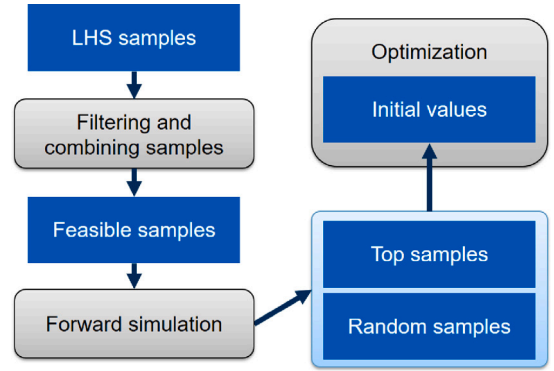 LHS samples
Filtering and
combining samples
Feasible samples
Forward simulation
Optimization
Initial values
Top samples
Random samples